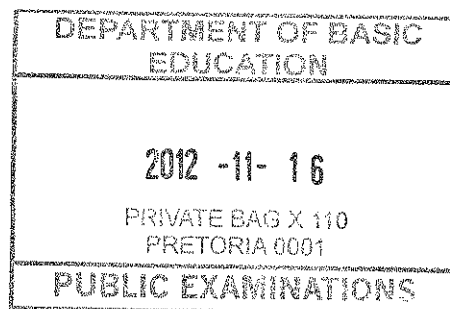 DEPARTMENT OF BASIC
EDUCATION
2012 -11- 16
PRIVATE BAG X 110
PRETORIA 0001
PUBLIC EXAMINATIONS